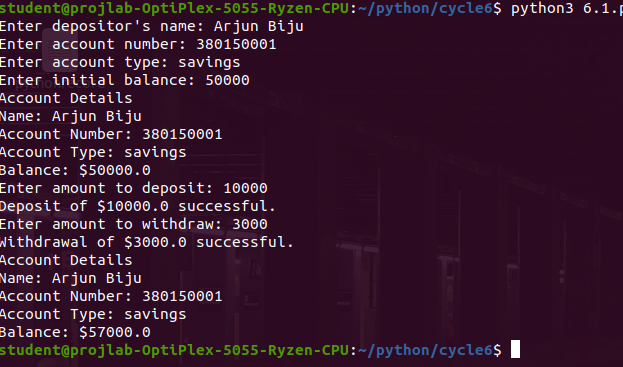 student@projlab-OptiPlex-5055-Ryzen-CPU:~/python/cycle6$ python3 6.1.p
Enter depositor's name: Arjun Biju
Enter account number: 380150001
Enter account type: savings
Enter initial balance: 50000
Account Details
Name: Arjun Biju
Account Number: 380150001
Account Type: savings
Balance: $50000.0
Enter amount to deposit: 10000
Deposit of $10000.0 successful.
Enter amount to withdraw: 3000
Withdrawal of $3000.0 successful.
Account Details
Name: Arjun Biju
Account Number: 380150001
Account Type: savings
Balance: $57000.0
student@projlab-OptiPlex-5055-Ryzen-CPU:~/python/cycle6$